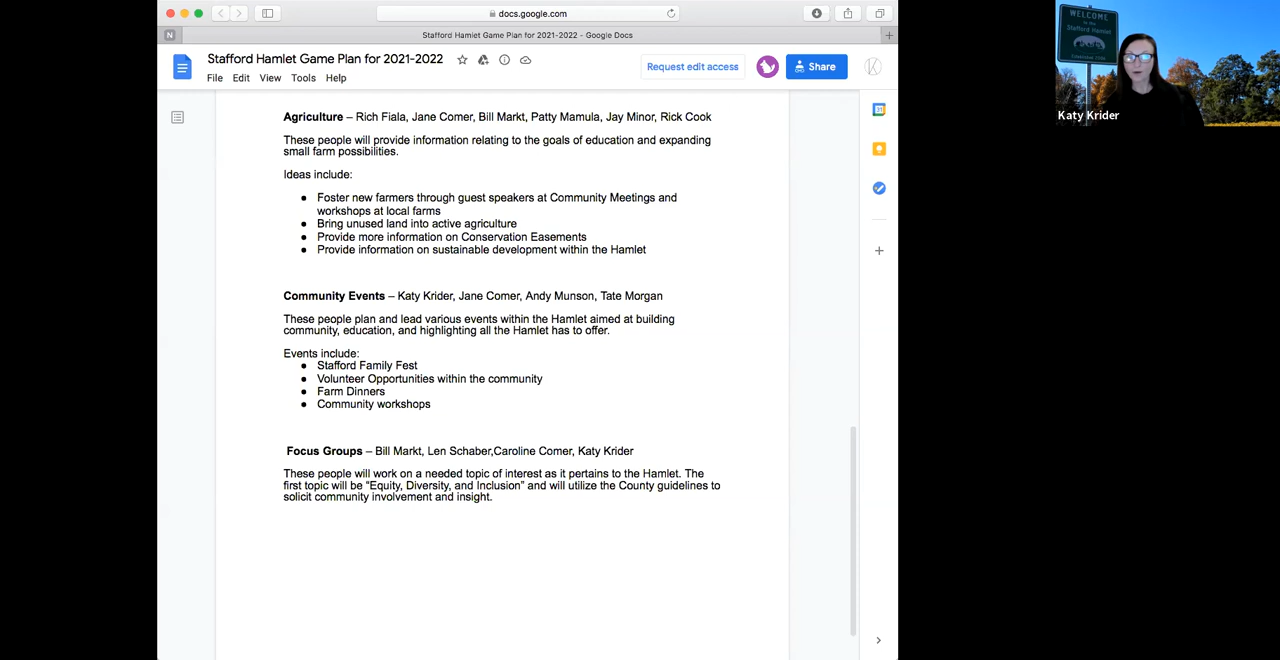 docs.google.com
N
Stafford Hamlet Game Plan for 2021-2022 - Google Docs
Stafford Hamlet Game Plan for 2021-2022
File Edit View Tools Help
Request edit access
Share
Agriculture – Rich Fiala, Jane Comer, Bill Markt, Patty Mamula, Jay Minor, Rick Cook
These people will provide information relating to the goals of education and expanding
small farm possibilities.
Ideas include:
● Foster new farmers through guest speakers at Community Meetings and
workshops at local farms
● Bring unused land into active agriculture
● Provide more information on Conservation Easements
● Provide information on sustainable development within the Hamlet
Community Events – Katy Krider, Jane Comer, Andy Munson, Tate Morgan
These people plan and lead various events within the Hamlet aimed at building
community, education, and highlighting all the Hamlet has to offer.
Events include:
● Stafford Family Fest
● Volunteer Opportunities within the community
● Farm Dinners
● Community workshops
Focus Groups – Bill Markt, Len Schaber,Caroline Comer, Katy Krider
These people will work on a needed topic of interest as it pertains to the Hamlet. The
first topic will be “Equity, Diversity, and Inclusion” and will utilize the County guidelines to
solicit community involvement and insight.
WELCOME
to the
Stafford Hamlet
Katy Krider